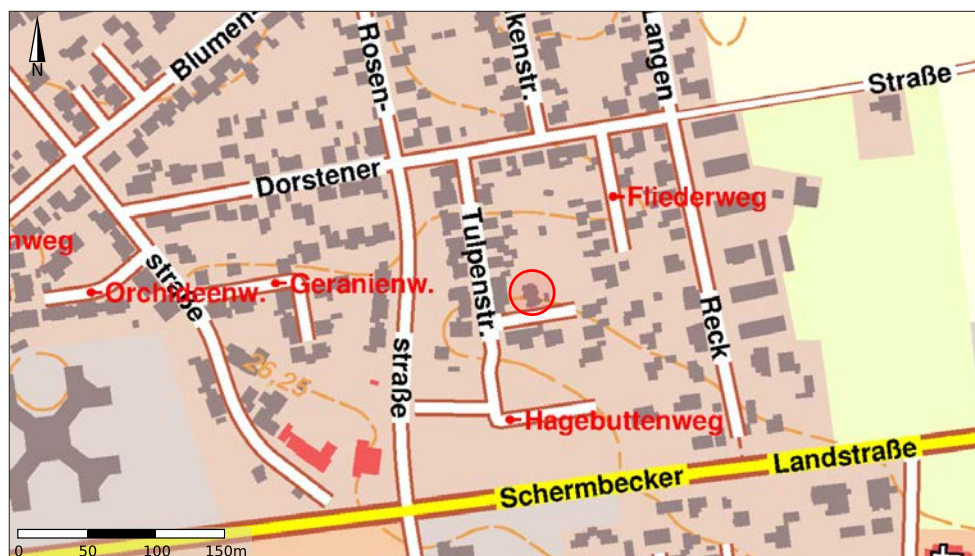 N
Blumen-
Rosen-
kenstr.
Langen
Straße
Dorstener
Fliederweg
nweg
Tulpenstr.
straße
Orchideenw.
Geranienw.
Reck
straße
26,25
Hagebuttenweg
Schermbecker
Landstraße
0 50 100 150m